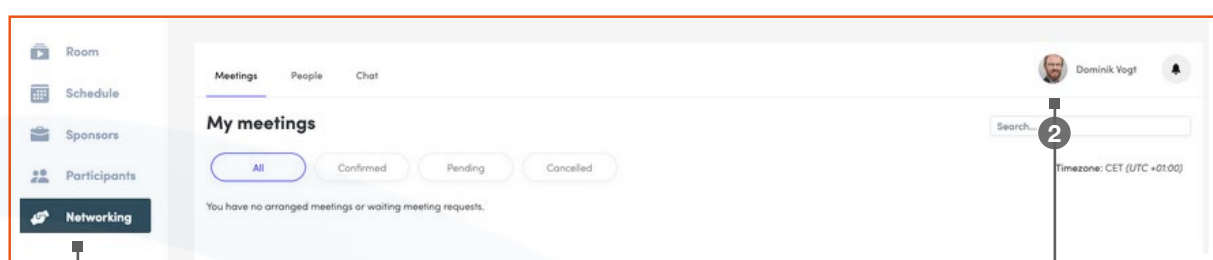 Room
Schedule
Sponsors
Participants
Networking
Meetings People Chat
Dominik Vogt
My meetings
Search...
2
All Confirmed Pending Cancelled
Timezone: CET (UTC +01:00)
You have no arranged meetings or waiting meeting requests.